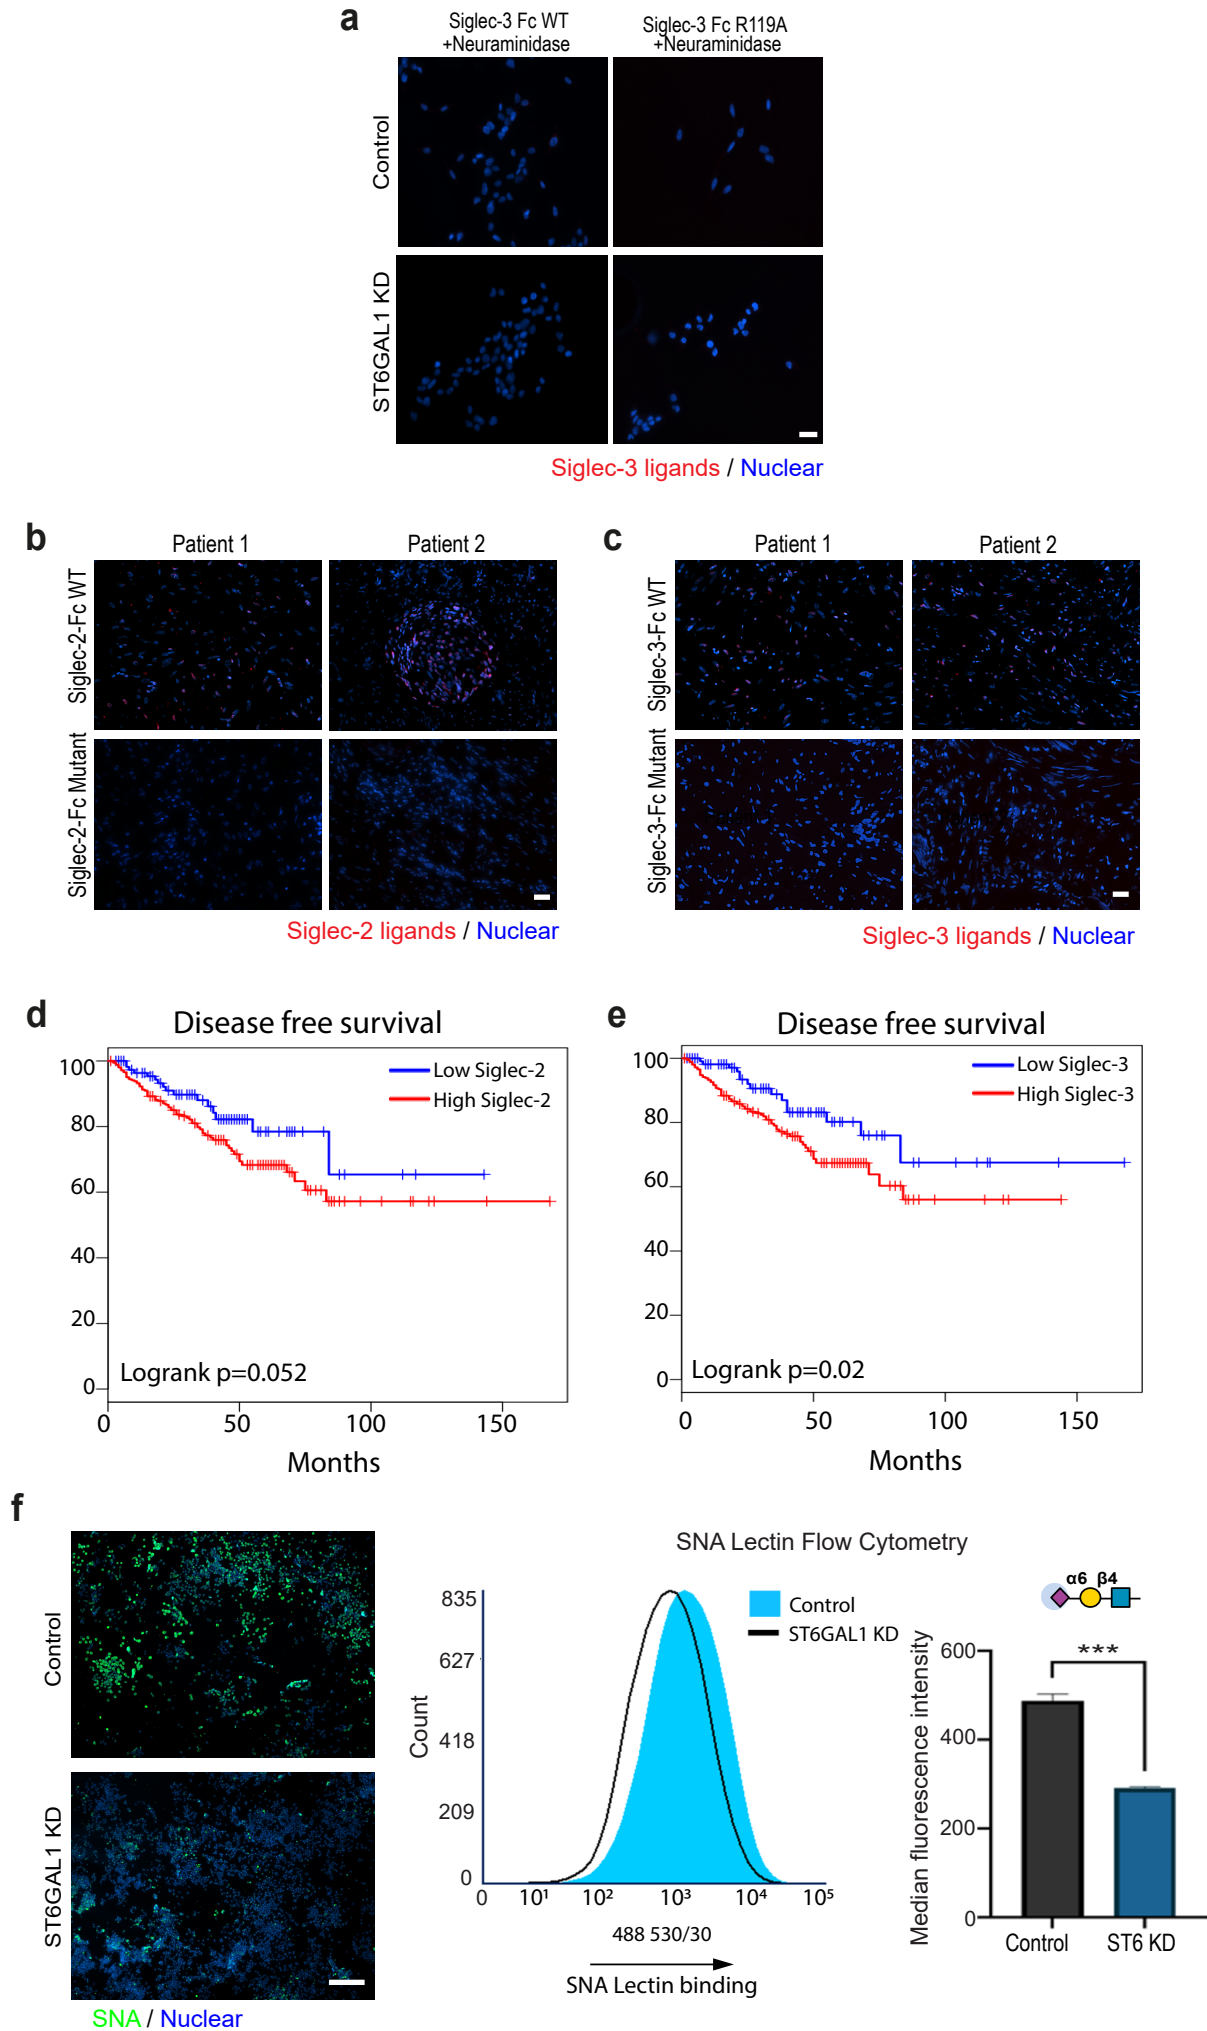 a
Siglec-3 Fc WT
+Neuraminidase
Siglec-3 Fc R119A
+Neuraminidase
Control
ST6GAL1 KD
Siglec-3 ligands / Nuclear
b
Patient 1
Patient 2
Siglec-2-Fc WT
Siglec-2-Fc Mutant
Siglec-2 ligands / Nuclear
c
Patient 1
Patient 2
Siglec-3-Fc WT
Siglec-3-Fc Mutant
Siglec-3 ligands / Nuclear
d
Disease free survival
100
80
60
40
20
0
Low Siglec-2
High Siglec-2
Logrank p=0.052
0
50
100
150
Months
e
Disease free survival
100
80
60
40
20
0
Low Siglec-3
High Siglec-3
Logrank p=0.02
0
50
100
150
Months
f
Control
ST6GAL1 KD
SNA / Nuclear
SNA Lectin Flow Cytometry
Count
835
627
418
209
0
0
10¹
10²
10³
10⁴
10⁵
488 530/30
SNA Lectin binding
Control
ST6GAL1 KD
α6 β4
Median fluorescence intensity
600
400
200
0
***
Control
ST6 KD